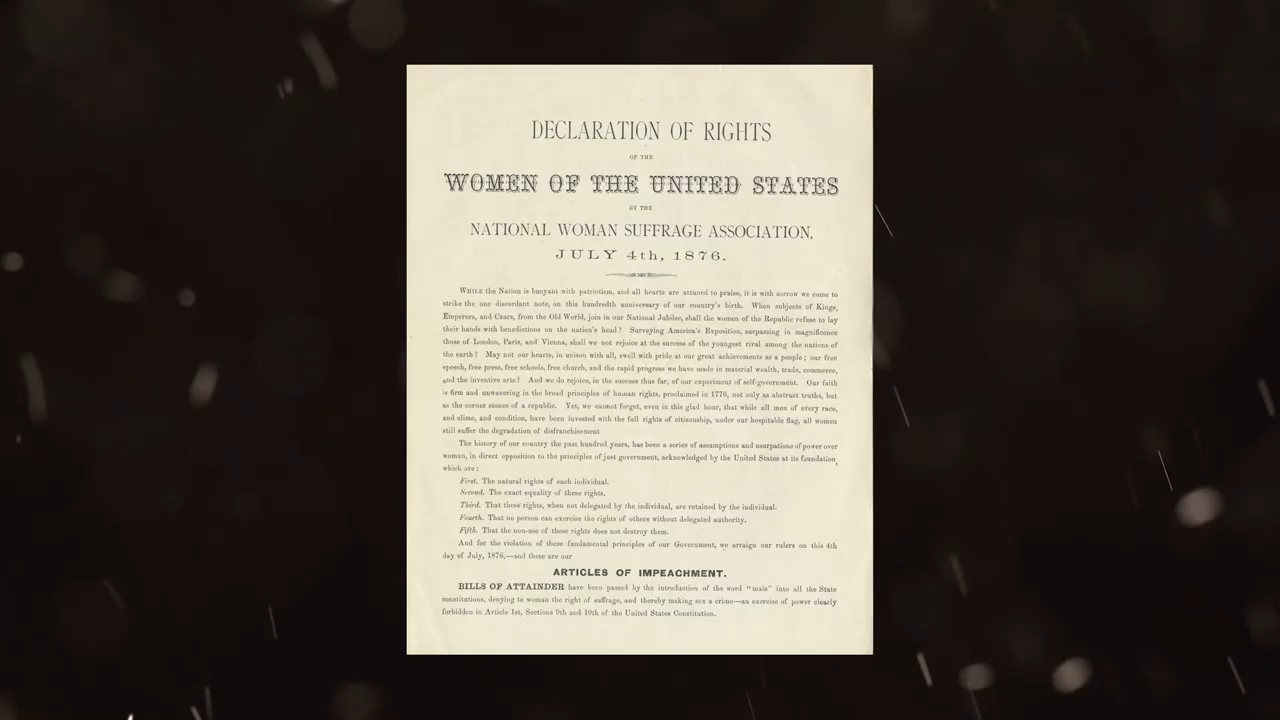 DECLARATION OF RIGHTS
OF THE
WOMEN OF THE UNITED STATES
BY THE
NATIONAL WOMAN SUFFRAGE ASSOCIATION.
JULY 4th, 1876.
WHILE the Nation is buoyant with patriotism, and all hearts are attuned to praise, it is with sorrow we come to
strike the one discordant note, on this hundredth anniversary of our country's birth. When subjects of Kings,
Emperors, and Czars, from the Old World, join in our National Jubilee, shall the women of the Republic refuse to lay
their hands with benedictions on the nation's head? Surveying America's Exposition, surpassing in magnificence
those of London, Paris, and Vienna, shall we not rejoice at the success of the youngest rival among the nations of
the earth? May not our hearts, in unison with all, swell with pride at our great achievements as a people; our free
speech, free press, free schools, free church, and the rapid progress we have made in material wealth, trade, commerce,
and the inventive arts? And we do rejoice, in the success thus far, of our experiment of self-government. Our faith
is firm and unwavering in the broad principles of human rights, proclaimed in 1776, not only as abstract truths, but
as the corner stones of a republic. Yet, we cannot forget, even in this glad hour, that while all men of every race,
and clime, and condition, have been invested with the full rights of citizenship, under our hospitable flag, all women
still suffer the degradation of disfranchisement
The history of our country the past hundred years, has been a series of assumptions and usurpations of power over
woman, in direct opposition to the principles of just government, acknowledged by the United States at its foundation,
which are:
First. The natural rights of each individual.
Second. The exact equality of these rights.
Third. That these rights, when not delegated by the individual, are retained by the individual.
Fourth. That no person can exercise the rights of others without delegated authority.
Fifth. That the non-use of these rights does not destroy them.
And for the violation of these fundamental principles of our Government, we arraign our rulers on this 4th
day of July, 1876,—and these are our
ARTICLES OF IMPEACHMENT.
BILLS OF ATTAINDER have been passed by the introduction of the word "male" into all the State
constitutions, denying to woman the right of suffrage, and thereby making sex a crime—an exercise of power clearly
forbidden in Article 1st, Sections 9th and 10th of the United States Constitution.